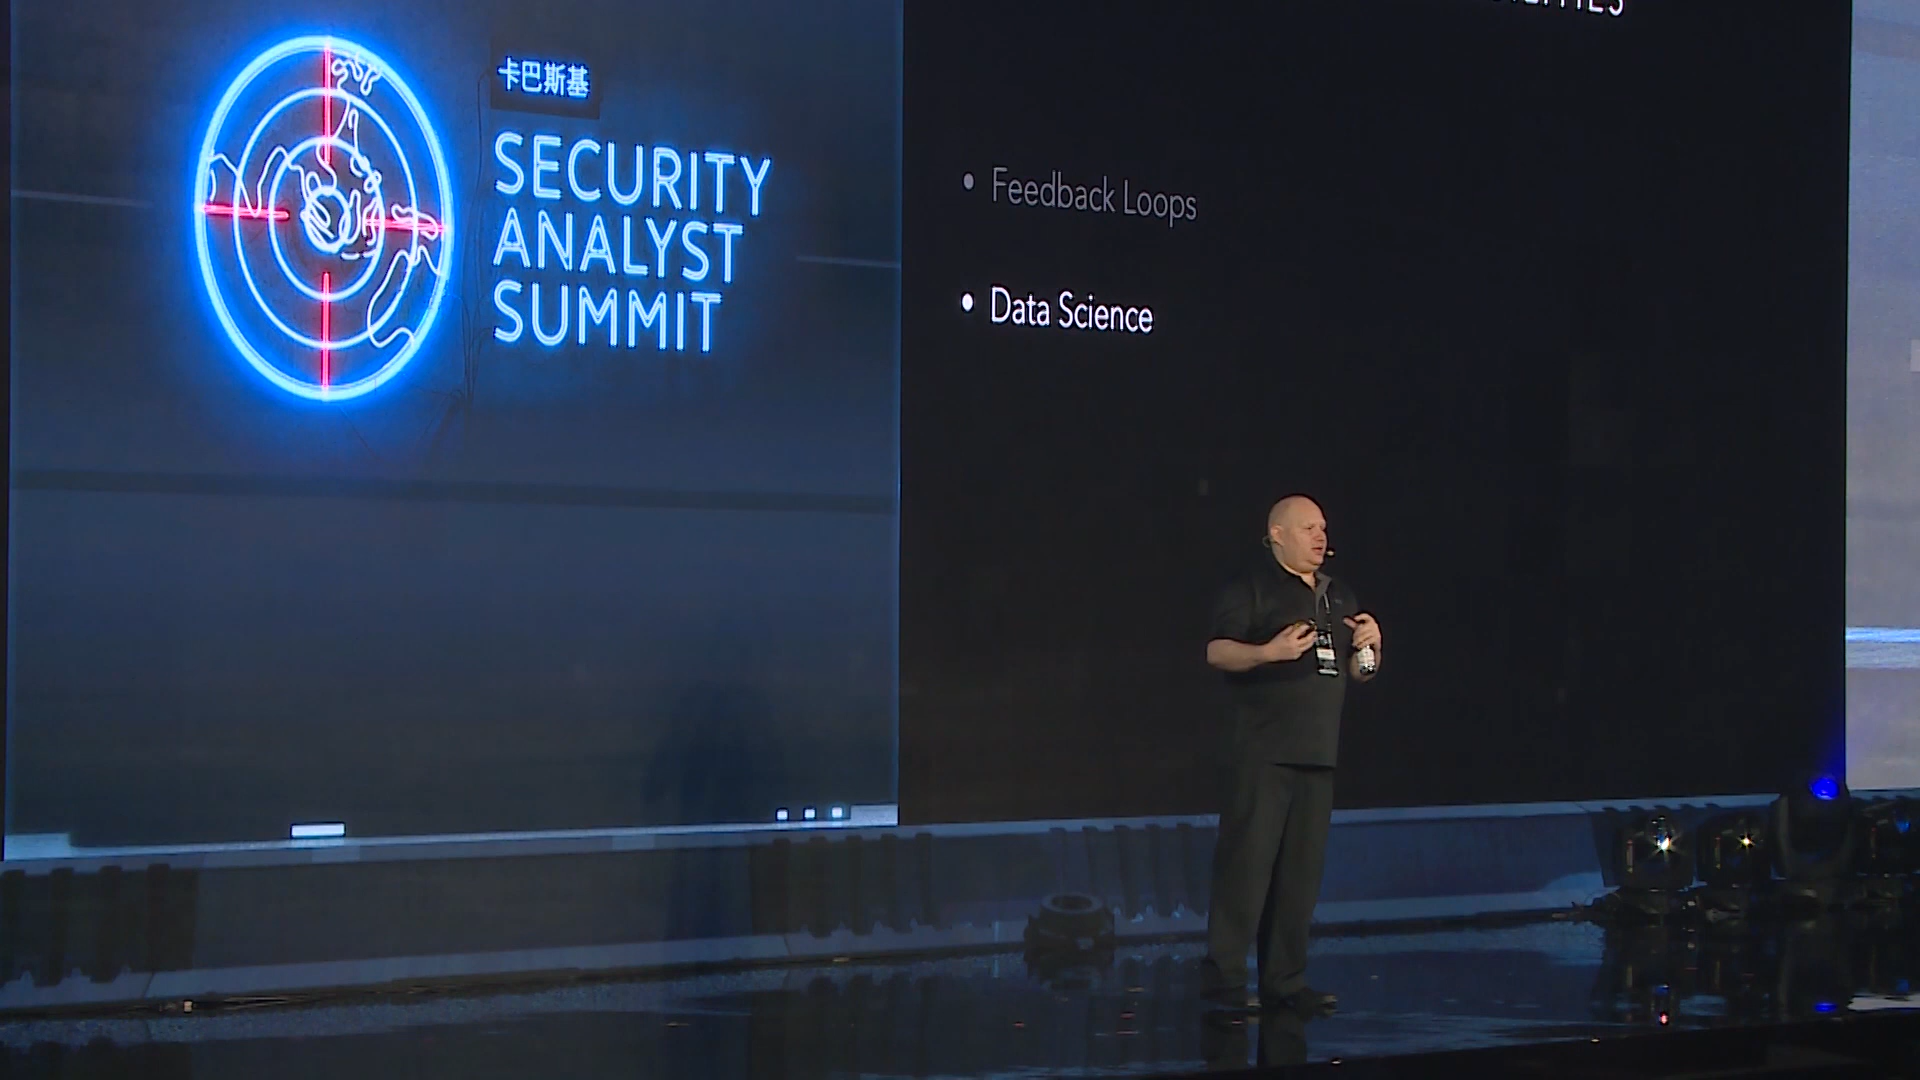 卡巴斯基
SECURITY
ANALYST
SUMMIT
Feedback Loops
Data Science